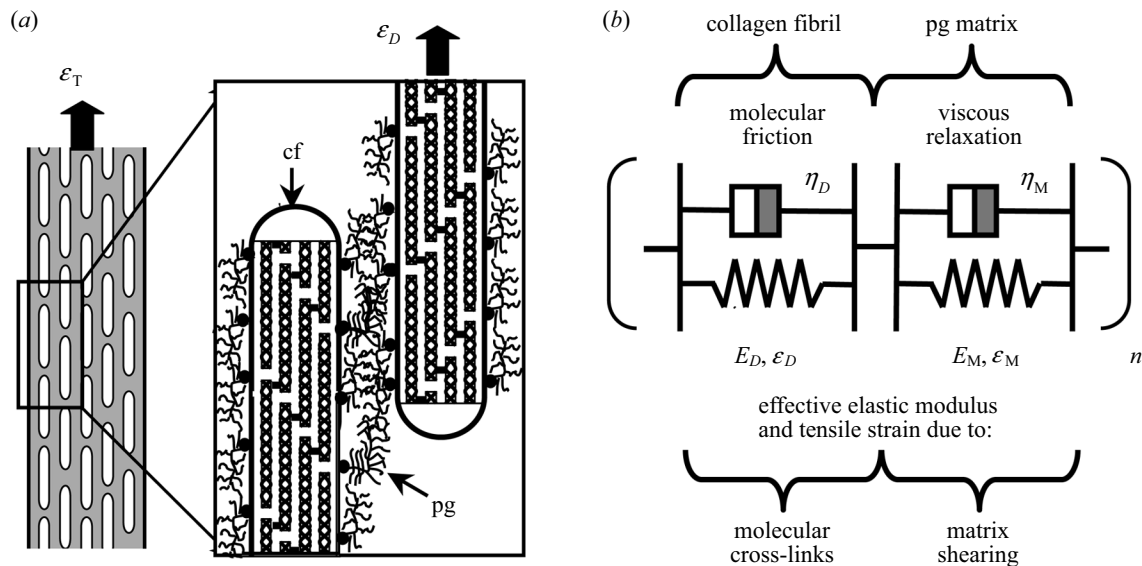 (a)
ε_T
ε_D
cf
pg
(b)
collagen fibril
pg matrix
molecular
friction
viscous
relaxation
η_D
η_M
E_D, ε_D
E_M, ε_M
n
effective elastic modulus
and tensile strain due to:
molecular
cross-links
matrix
shearing